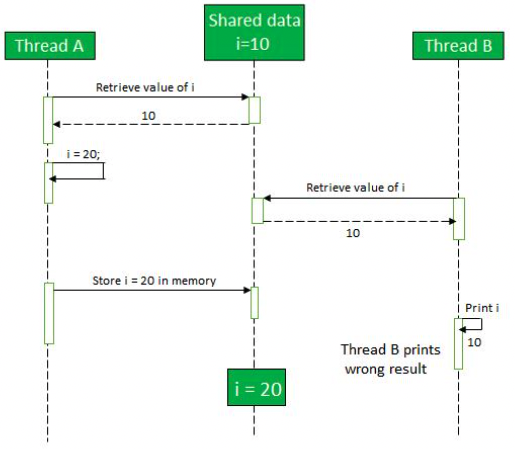 Shared data
i=10
Thread A
Thread B
Retrieve value of i
10
i = 20;
Retrieve value of i
10
Store i = 20 in memory
Print i
10
Thread B prints
wrong result
i = 20